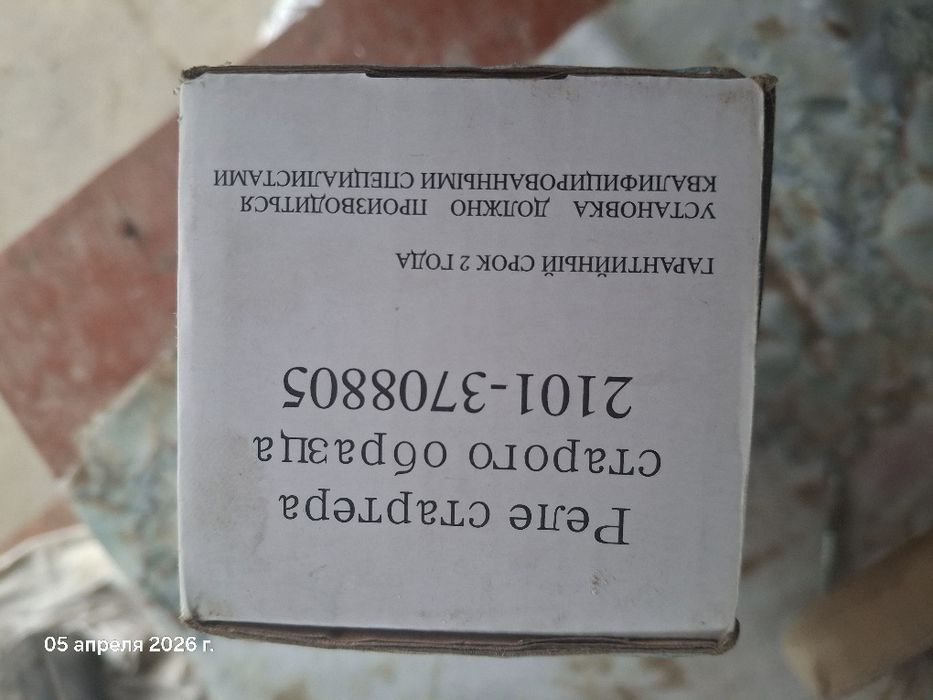 Реле стартера
старого образца
2101-3708805
ГАРАНТИЙНЫЙ СРОК 2 ГОДА
УСТАНОВКА ДОЛЖНО ПРОИЗВОДИТЬСЯ
КВАЛИФИЦИРОВАННЫМИ СПЕЦИАЛИСТАМИ
05 апреля 2026 г.